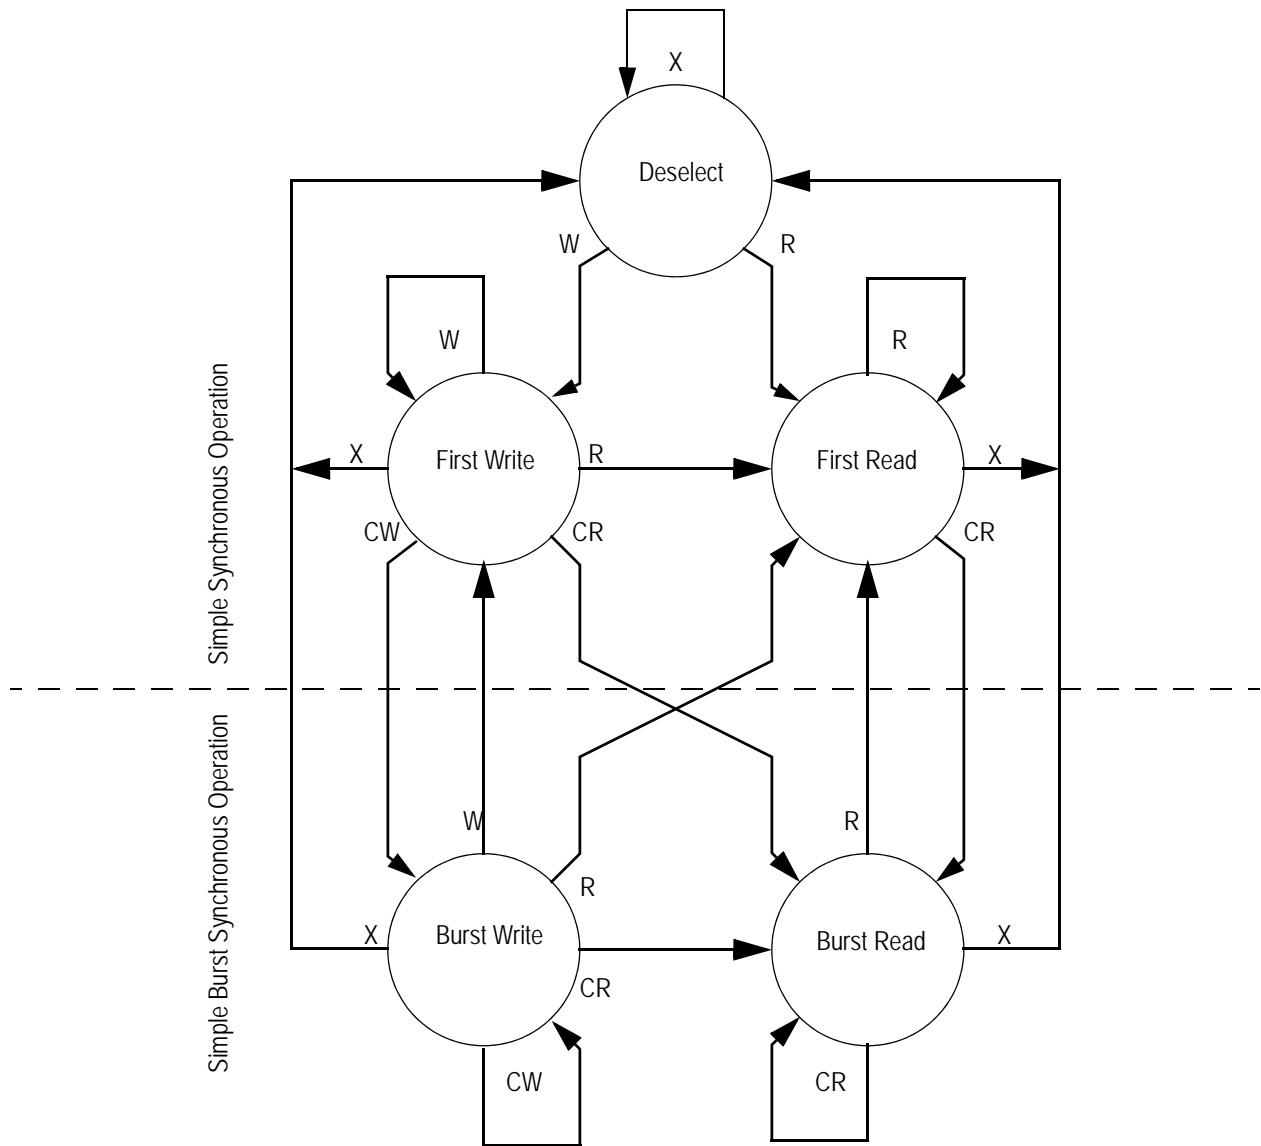 X
Deselect
W
R
W
R
X
First Write
R
First Read
X
CW
CR
CR
Simple Synchronous Operation
Simple Burst Synchronous Operation
W
R
R
X
Burst Write
Burst Read
X
CR
CW
CR